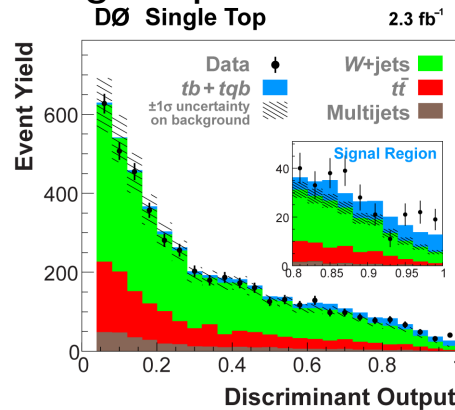 DØ Single Top 2.3 fb⁻¹
Event Yield
Data
tb + tqb
±1σ uncertainty
on background
W+jets
tt̄
Multijets
Signal Region
40
20
0
0.8 0.85 0.9 0.95 1
600
400
200
0
0 0.2 0.4 0.6 0.8
Discriminant Output